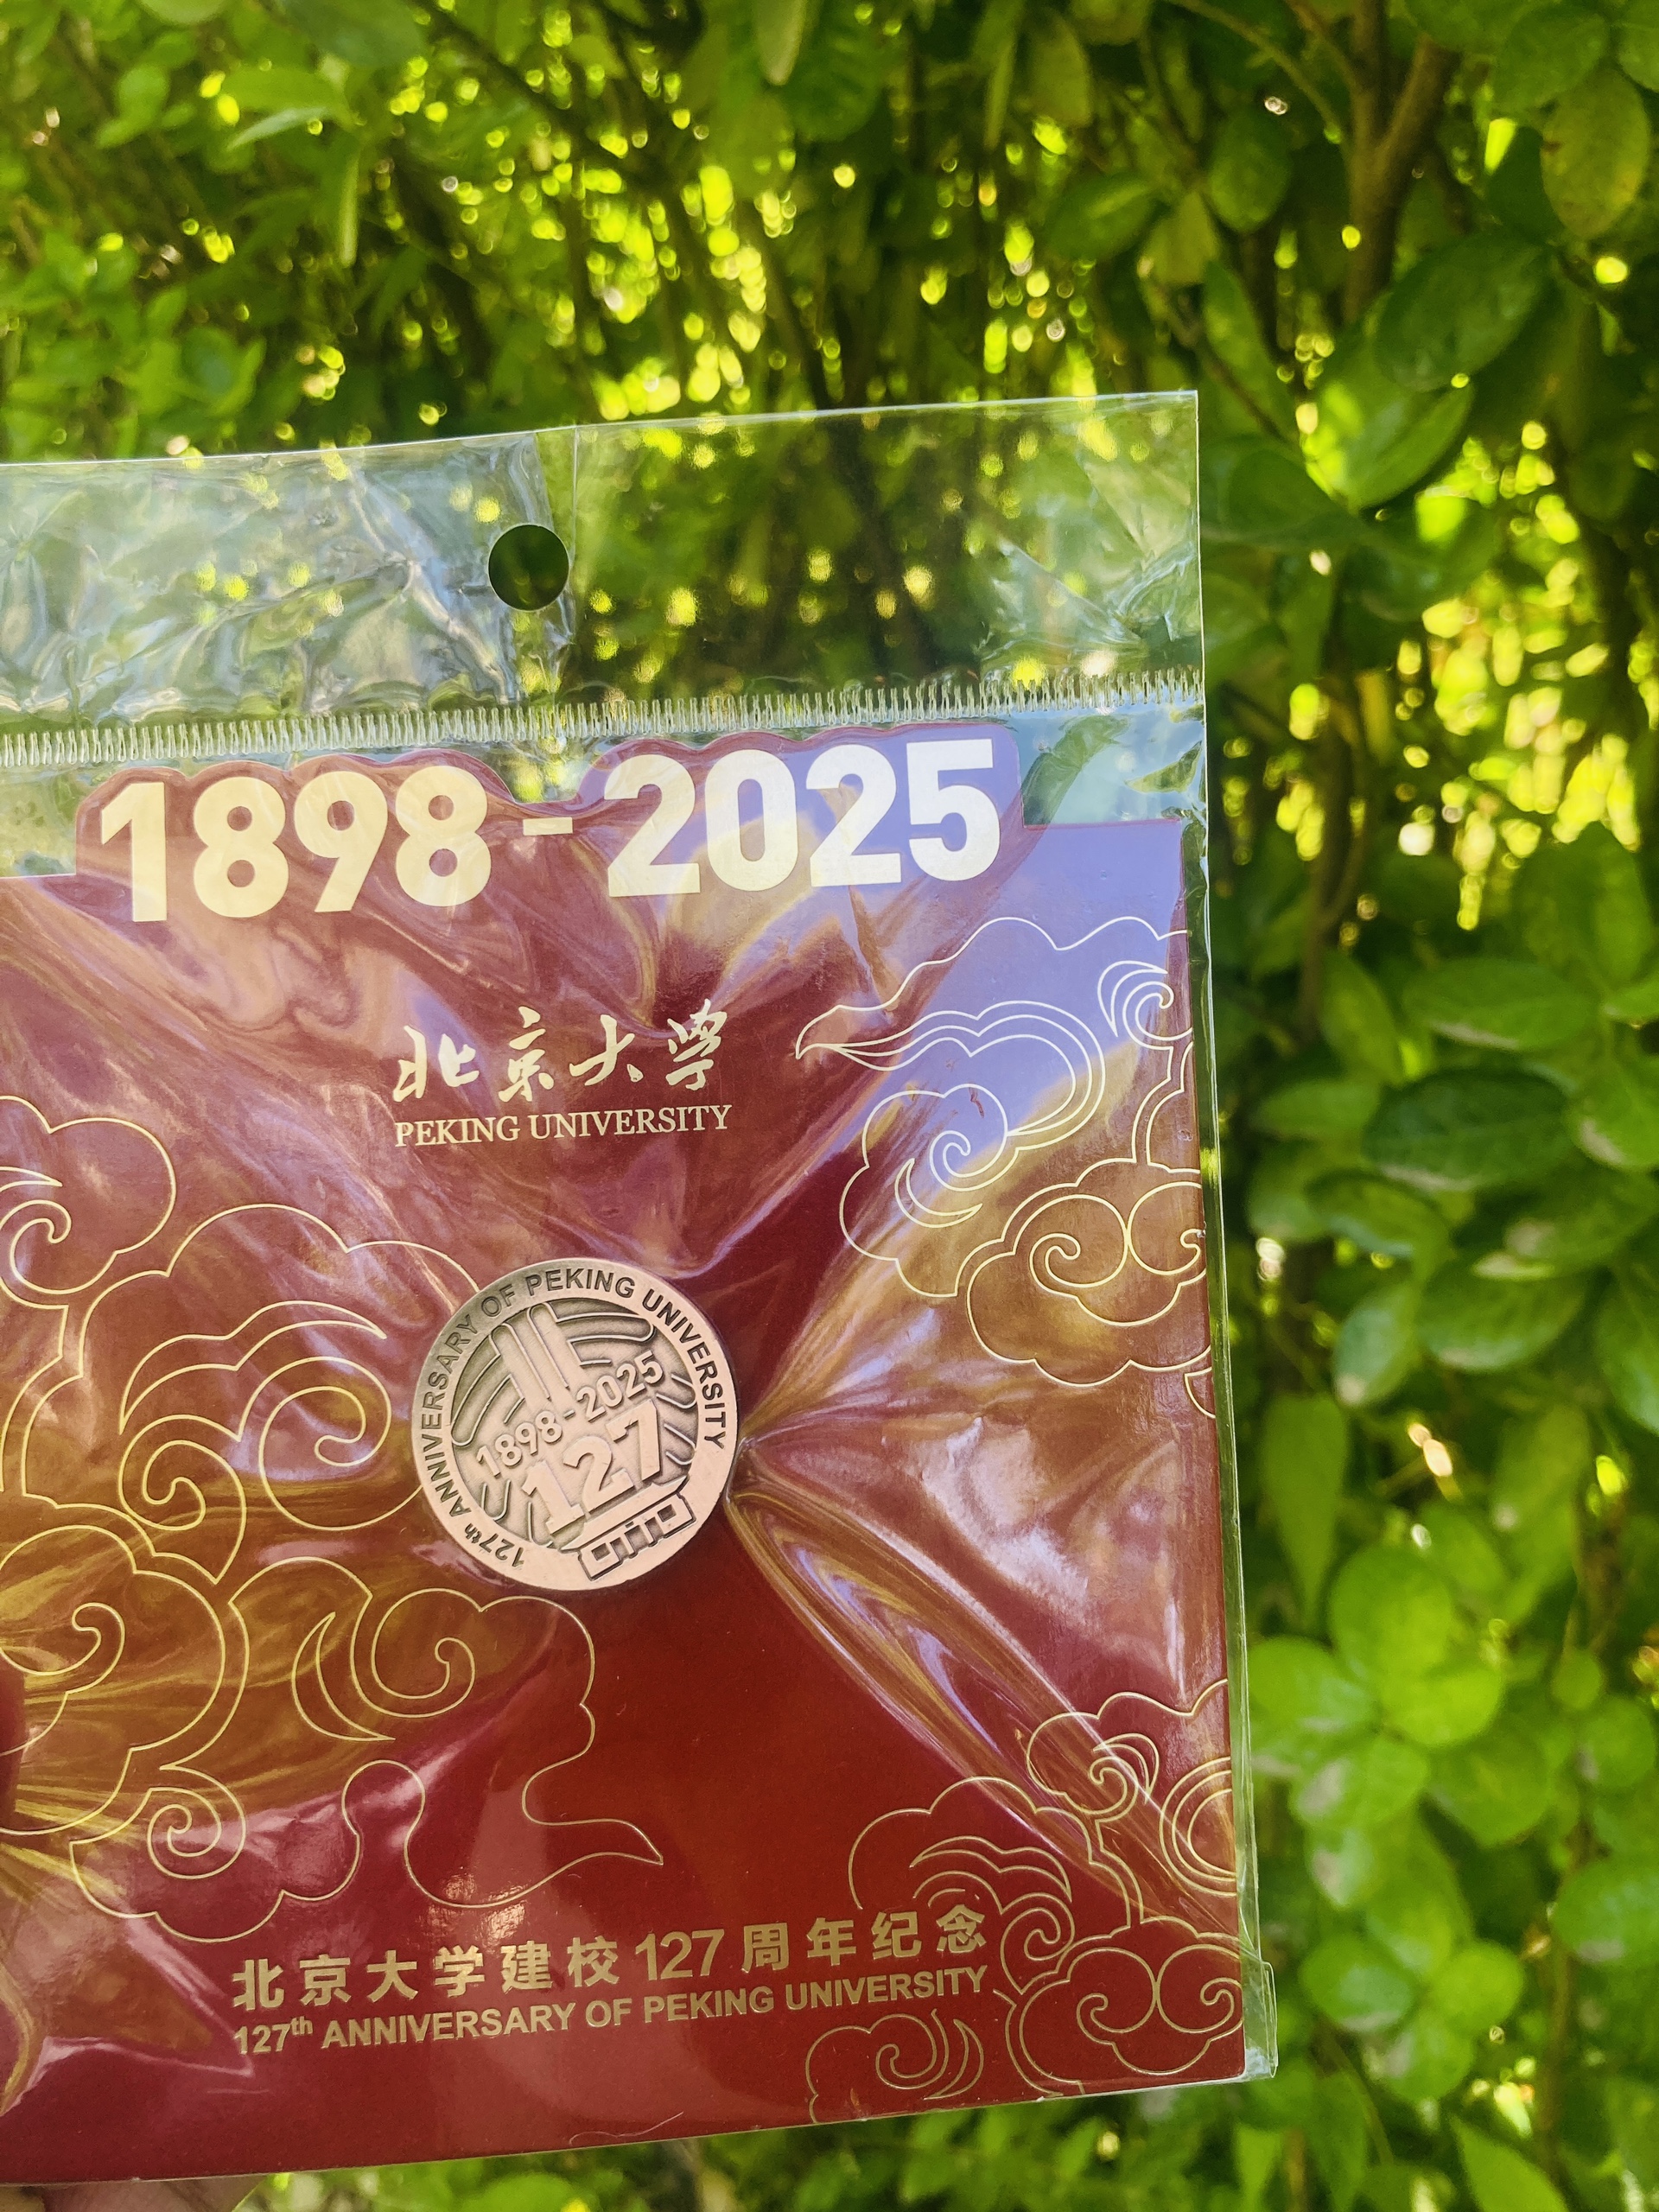 1898-2025
北京大学
PEKING UNIVERSITY
127th ANNIVERSARY OF PEKING UNIVERSITY
1898-2025
127
北京大学建校127周年纪念
127th ANNIVERSARY OF PEKING UNIVERSITY